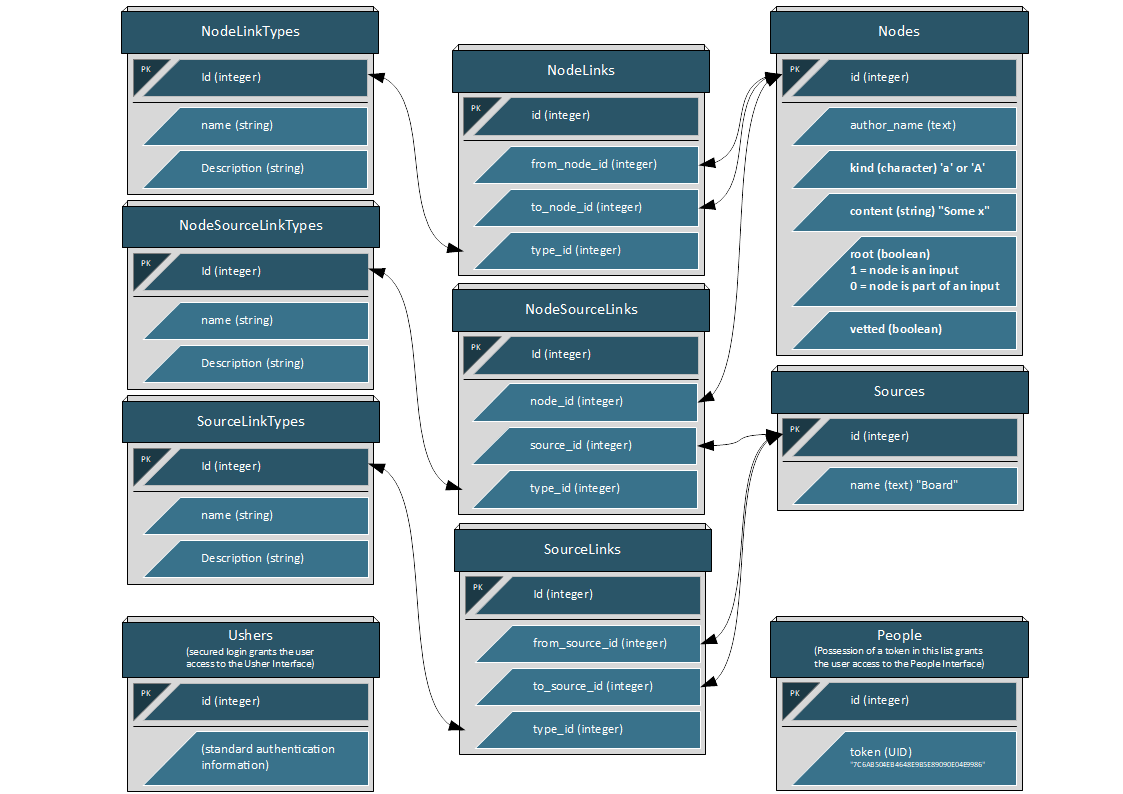 NodeLinkTypes
PK
Id (integer)
name (string)
Description (string)
NodeSourceLinkTypes
PK
Id (integer)
name (string)
Description (string)
SourceLinkTypes
PK
Id (integer)
name (string)
Description (string)
Ushers
(secured login grants the user
access to the Usher Interface)
PK
id (integer)
(standard authentication
information)
NodeLinks
PK
id (integer)
from_node_id (integer)
to_node_id (integer)
type_id (integer)
NodeSourceLinks
PK
Id (integer)
node_id (integer)
source_id (integer)
type_id (integer)
SourceLinks
PK
Id (integer)
from_source_id (integer)
to_source_id (integer)
type_id (integer)
Nodes
PK
id (integer)
author_name (text)
kind (character) 'a' or 'A'
content (string) "Some x"
root (boolean)
1 = node is an input
0 = node is part of an input
vetted (boolean)
Sources
PK
id (integer)
name (text) "Board"
People
(Possession of a token in this list grants
the user access to the People Interface)
PK
id (integer)
token (UID)
"7C6AB504EB4648E9B5E89090E04E9986"